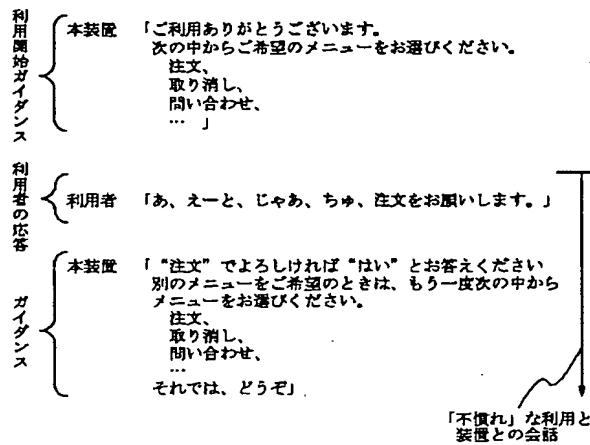 利用開始ガイダンス
本装置 「ご利用ありがとうございます。
次の中からご希望のメニューをお選びください。
注文、
取り消し、
問い合わせ、
… 」
利用者の応答
利用者 「あ、えーと、じゃあ、ちゅ、注文をお願いします。」
ガイダンス
本装置 「“注文”でよろしければ“はい”とお答えください
別のメニューをご希望のときは、もう一度次の中から
メニューをお選びください。
注文、
取り消し、
問い合わせ、
…
それでは、どうぞ」
「不慣れ」な利用と
装置との会話